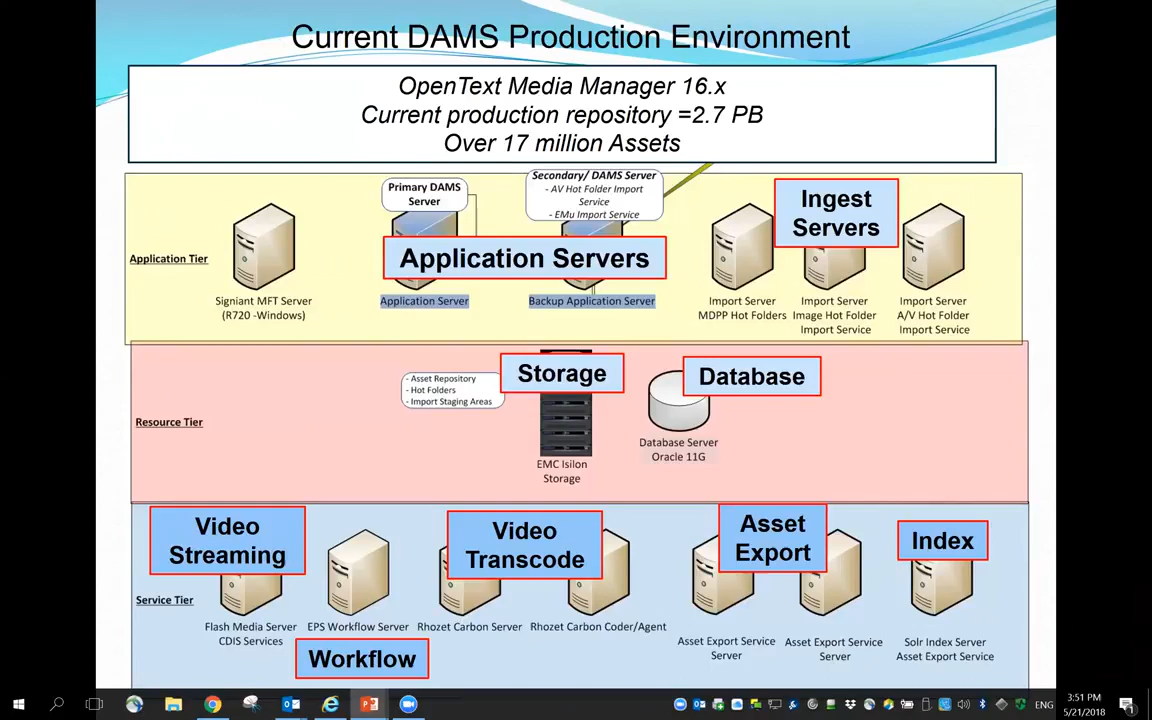 Current DAMS Production Environment
OpenText Media Manager 16.x
Current production repository =2.7 PB
Over 17 million Assets
Application Tier
Primary DAMS
Server
Secondary/ DAMS Server
- AV Hot Folder Import
Service
- EMu Import Service
Ingest
Servers
Application Servers
Signiant MFT Server
(R720 -Windows)
Application Server
Backup Application Server
Import Server
MDPP Hot Folders
Import Server
Image Hot Folder
Import Service
Import Server
A/V Hot Folder
Import Service
Resource Tier
- Asset Repository
- Hot Folders
- Import Staging Areas
Storage
Database
EMC Isilon
Storage
Database Server
Oracle 11G
Service Tier
Video
Streaming
Video
Transcode
Asset
Export
Index
Flash Media Server
CDIS Services
EPS Workflow Server
Rhozet Carbon Server
Rhozet Carbon Coder/Agent
Asset Export Service
Server
Asset Export Service
Server
Solr Index Server
Asset Export Service
Workflow
ENG
3:51 PM
5/21/2018
1